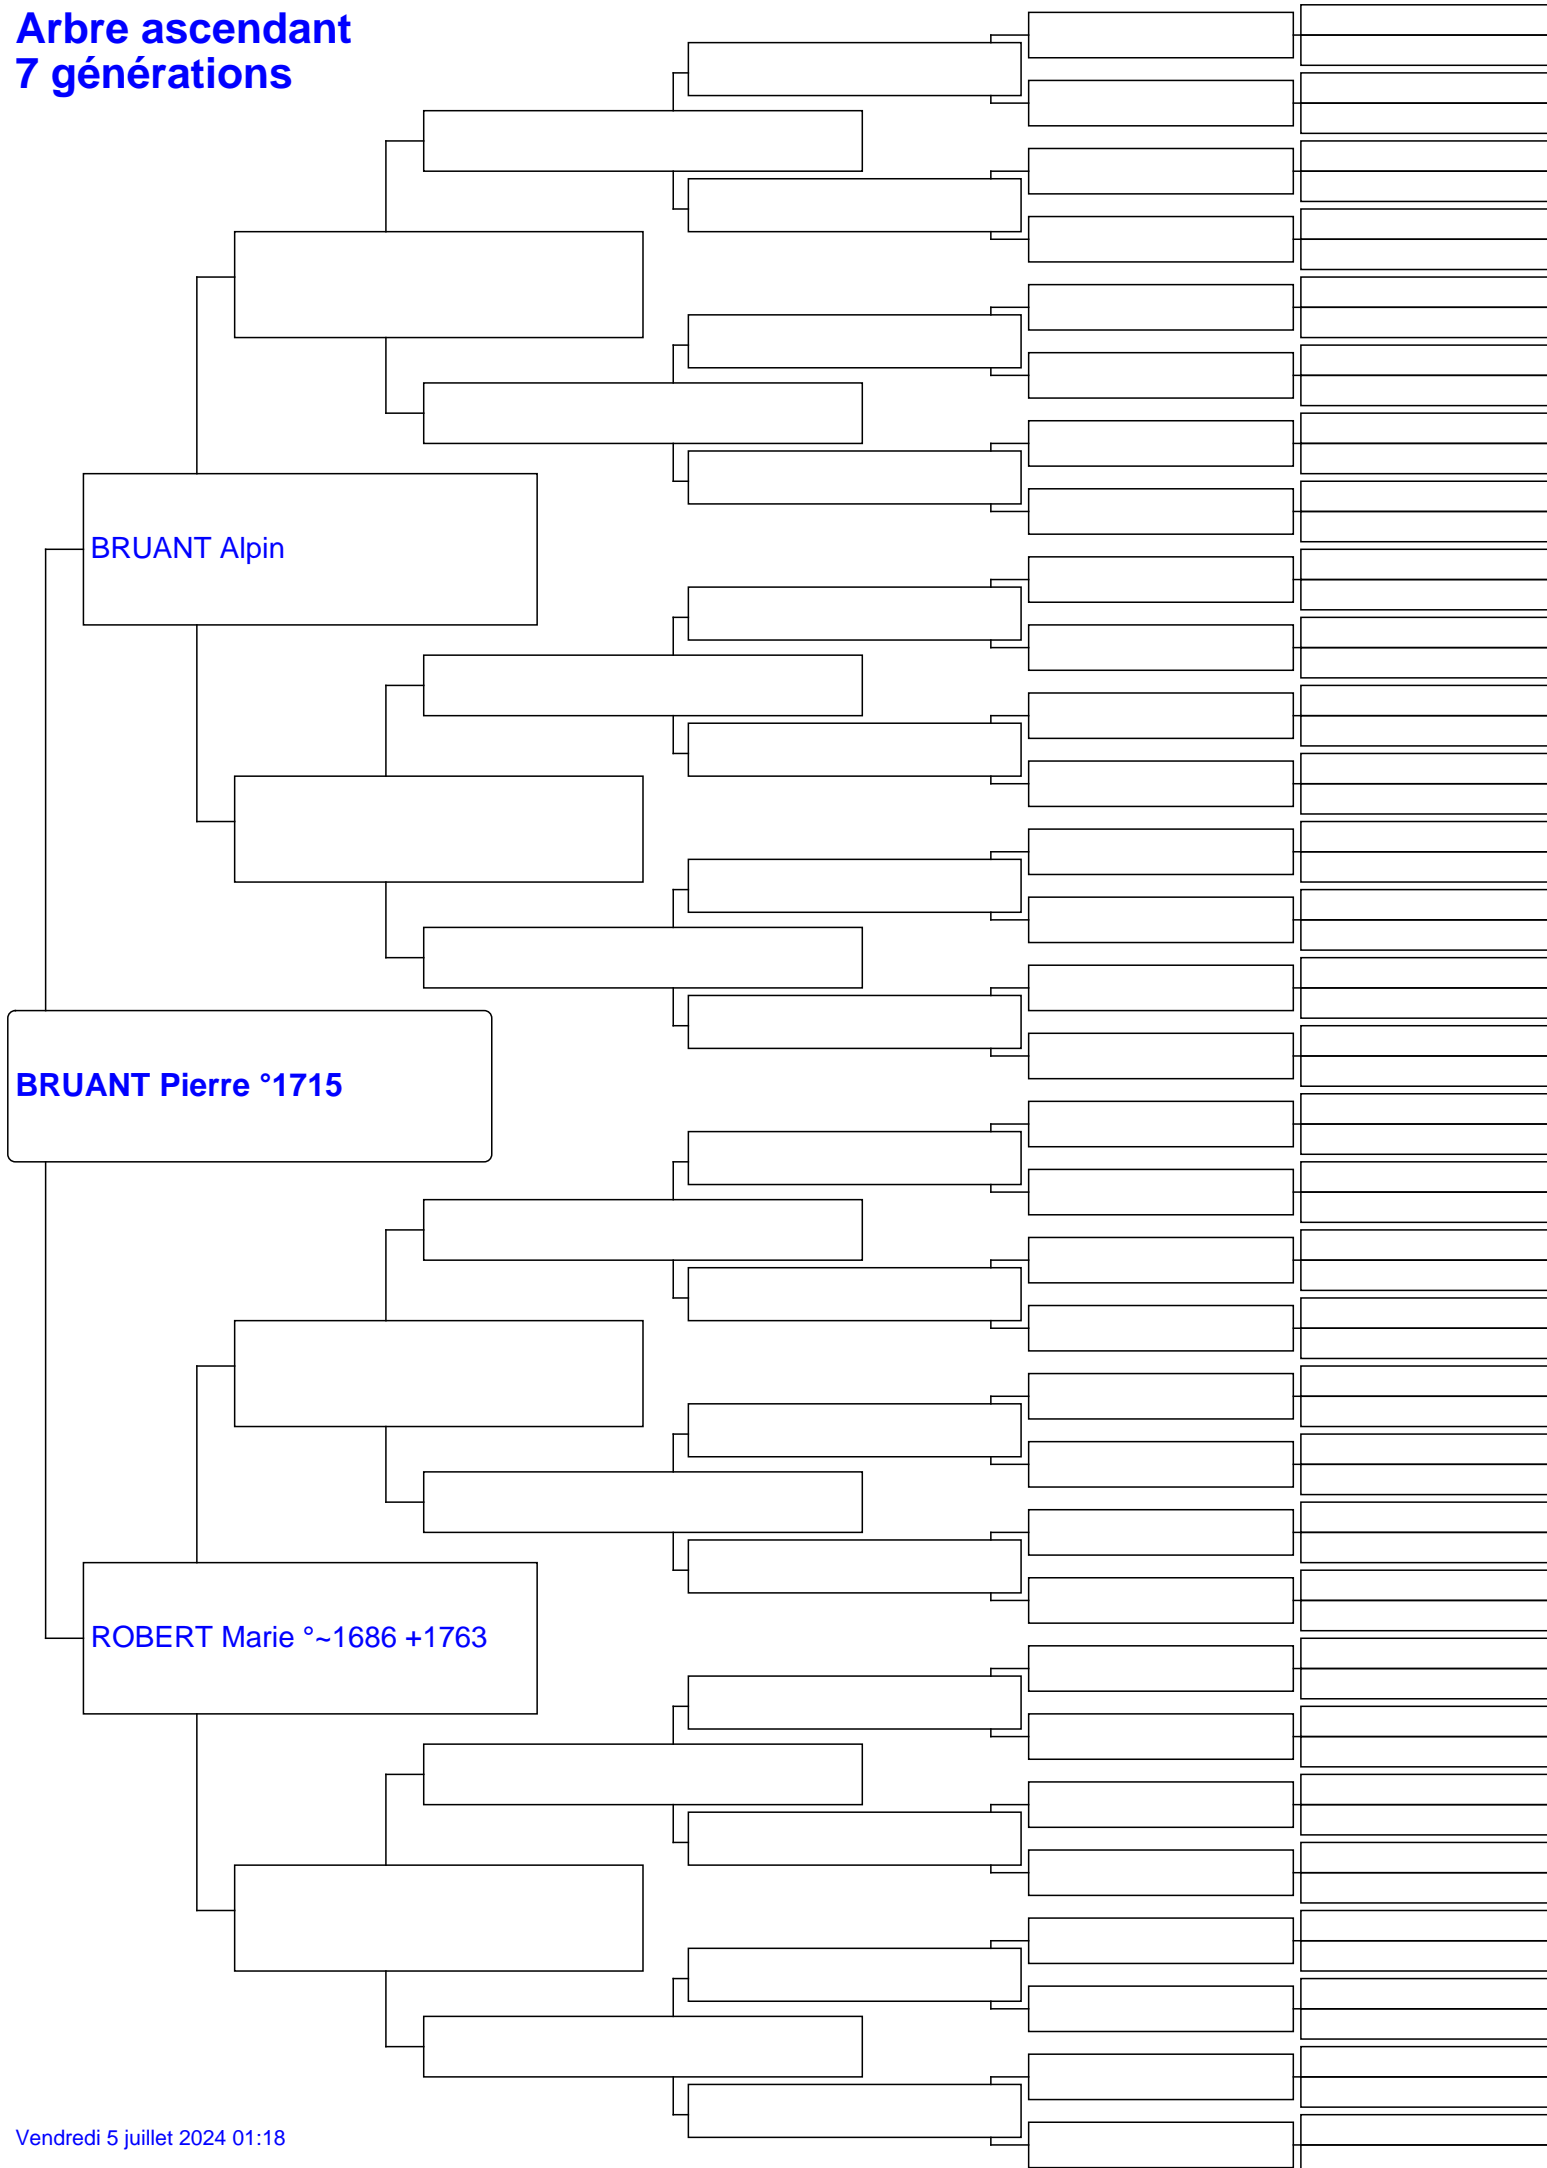 Arbre ascendant
7 générations
BRUANT Alpin
BRUANT Pierre °1715
ROBERT Marie °~1686 +1763
Vendredi 5 juillet 2024 01:18